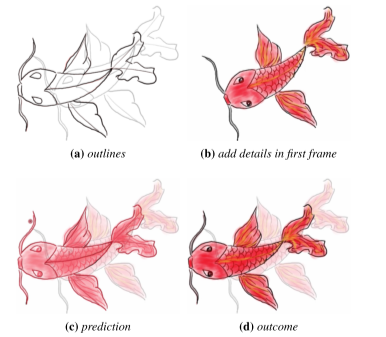 (a) outlines
(b) add details in first frame
(c) prediction
(d) outcome